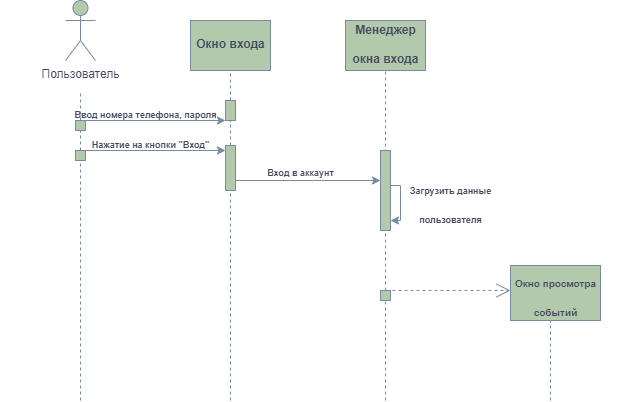 Пользователь
Окно входа
Менеджер
окна входа
Ввод номера телефона, пароля
Нажатие на кнопки "Вход"
Вход в аккаунт
Загрузить данные
пользователя
Окно просмотра
событий